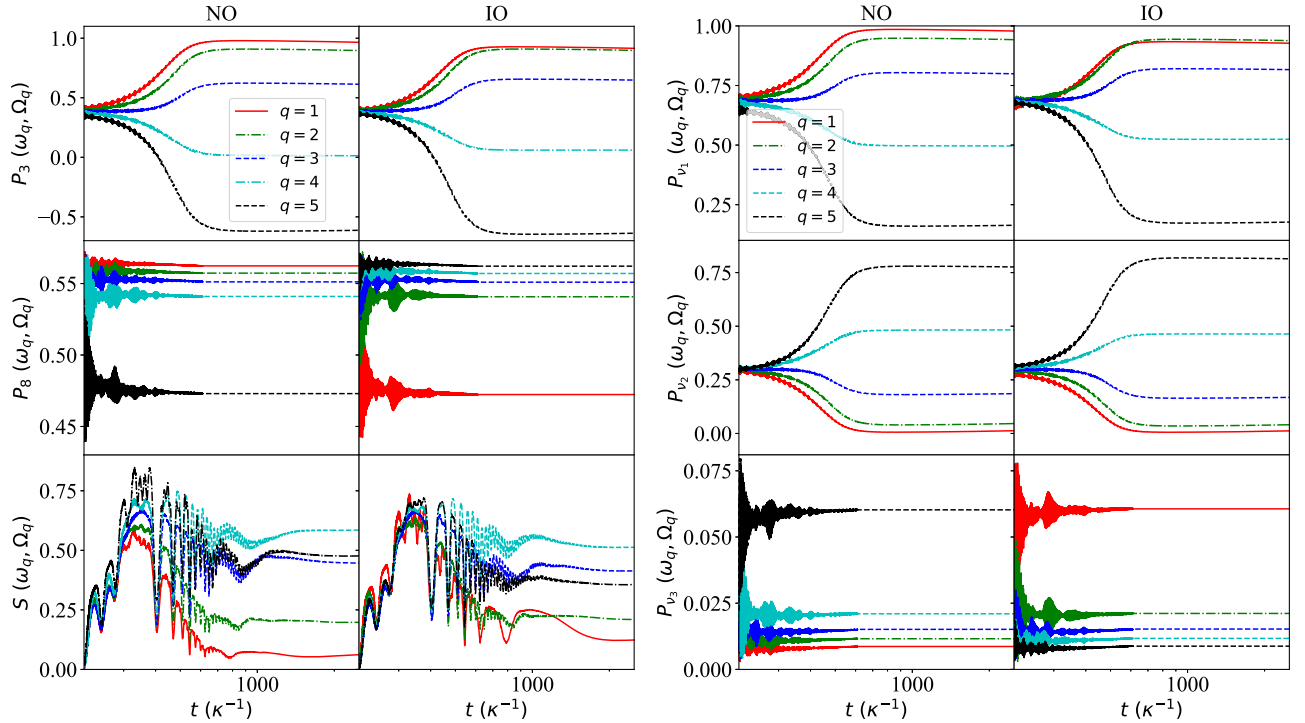 NO
IO
P3 (ωq, Ωq)
1.0
0.5
0.0
−0.5
q = 1
q = 2
q = 3
q = 4
q = 5
P8 (ωq, Ωq)
0.55
0.50
0.45
S (ωq, Ωq)
0.75
0.50
0.25
0.00
1000
1000
t (κ−1)
t (κ−1)
NO
IO
Pν1 (ωq, Ωq)
1.00
0.75
0.50
0.25
q = 1
q = 2
q = 3
q = 4
q = 5
Pν2 (ωq, Ωq)
0.75
0.50
0.25
0.00
Pν3 (ωq, Ωq)
0.075
0.050
0.025
0.000
1000
1000
t (κ−1)
t (κ−1)